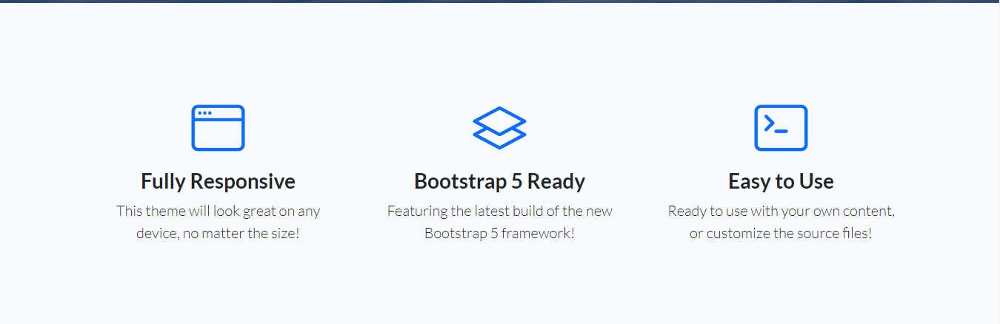 Fully Responsive
This theme will look great on any
device, no matter the size!
Bootstrap 5 Ready
Featuring the latest build of the new
Bootstrap 5 framework!
Easy to Use
Ready to use with your own content,
or customize the source files!